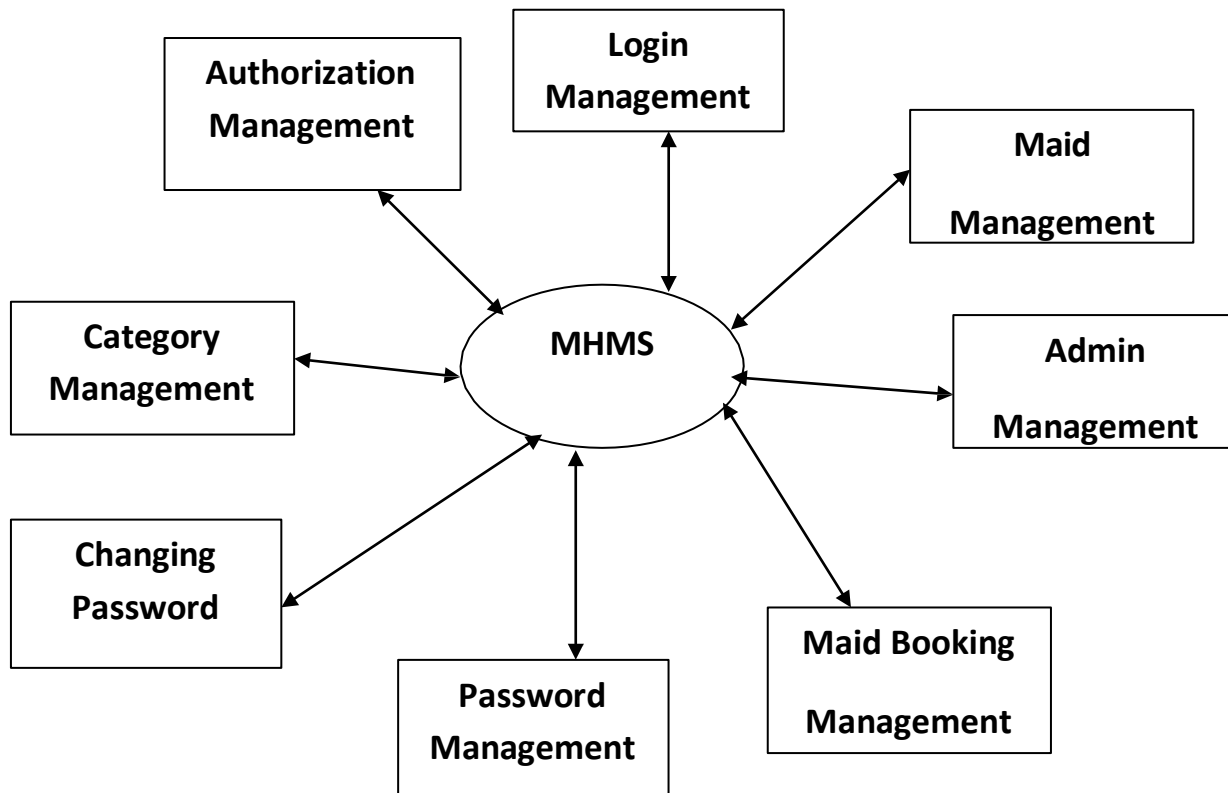 Login
Management
Authorization
Management
Maid
Management
Category
Management
MHMS
Admin
Management
Changing
Password
Maid Booking
Management
Password
Management